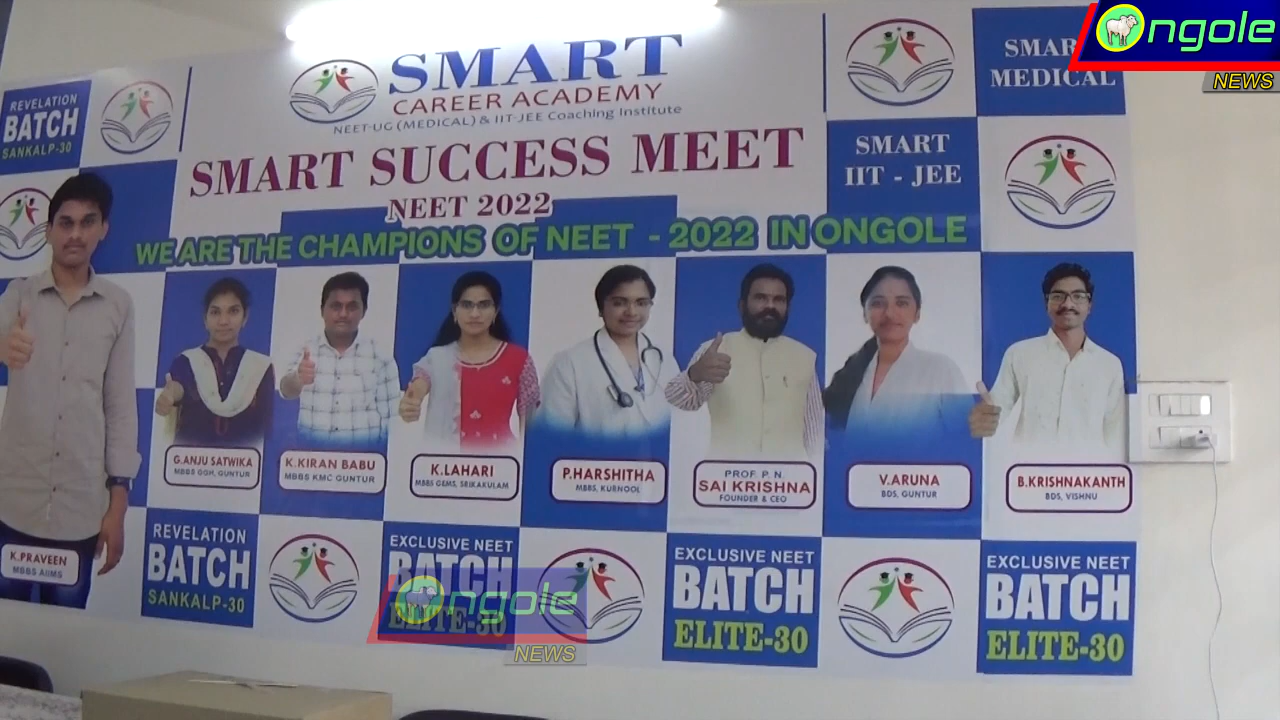 Ongole
NEWS
REVELATION
BATCH
SANKALP-30
SMART
CAREER ACADEMY
NEET-UG (MEDICAL) & IIT-JEE Coaching Institute
SMART
MEDICAL
SMART
IIT - JEE
SMART SUCCESS MEET
NEET 2022
WE ARE THE CHAMPIONS OF NEET - 2022 IN ONGOLE
G.ANJU SATWIKA
MBBS GGH, GUNTUR
K.KIRAN BABU
MBBS KMC GUNTUR
K.LAHARI
MBBS GEMS, SRIKAKULAM
P.HARSHITHA
MBBS, KURNOOL
PROF. P. N.
SAI KRISHNA
FOUNDER & CEO
V.ARUNA
BDS, GUNTUR
B.KRISHNAKANTH
BDS, VISHNU
K.PRAVEEN
MBBS AIIMS
REVELATION
BATCH
SANKALP-30
EXCLUSIVE NEET
BATCH
ELITE-30
Ongole
NEWS
EXCLUSIVE NEET
BATCH
ELITE-30
EXCLUSIVE NEET
BATCH
ELITE-30